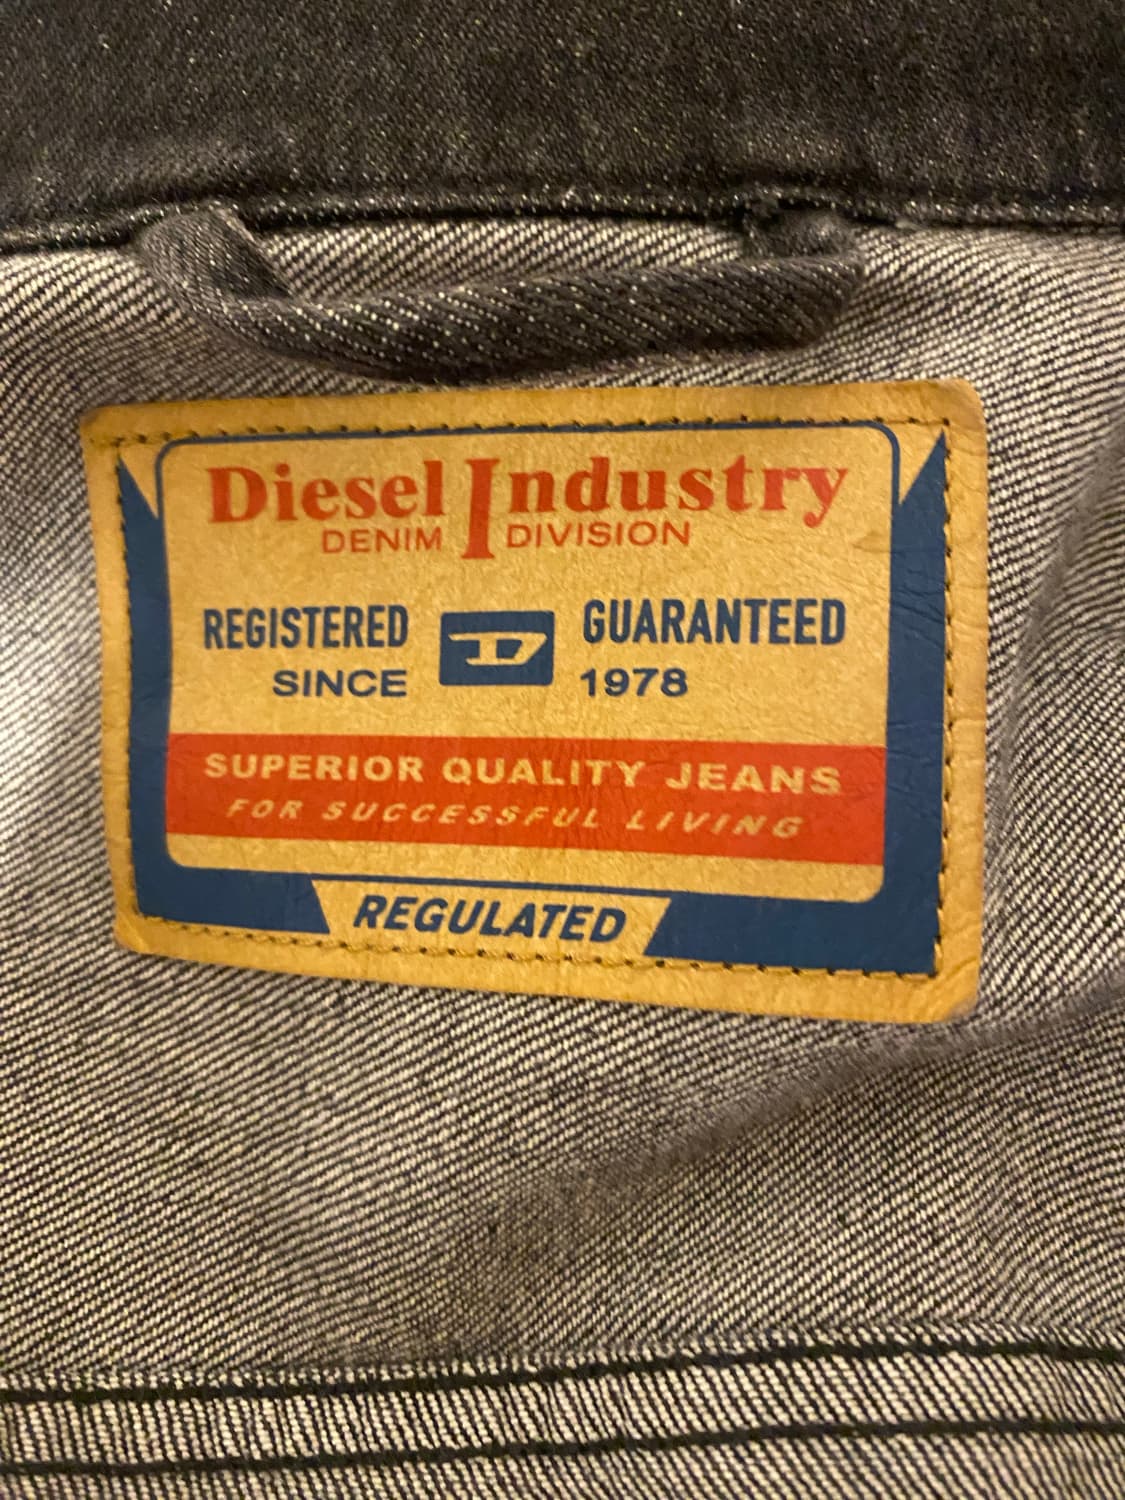 Diesel Industry
DENIM DIVISION
REGISTERED D GUARANTEED
SINCE 1978
SUPERIOR QUALITY JEANS
FOR SUCCESSFUL LIVING
REGULATED